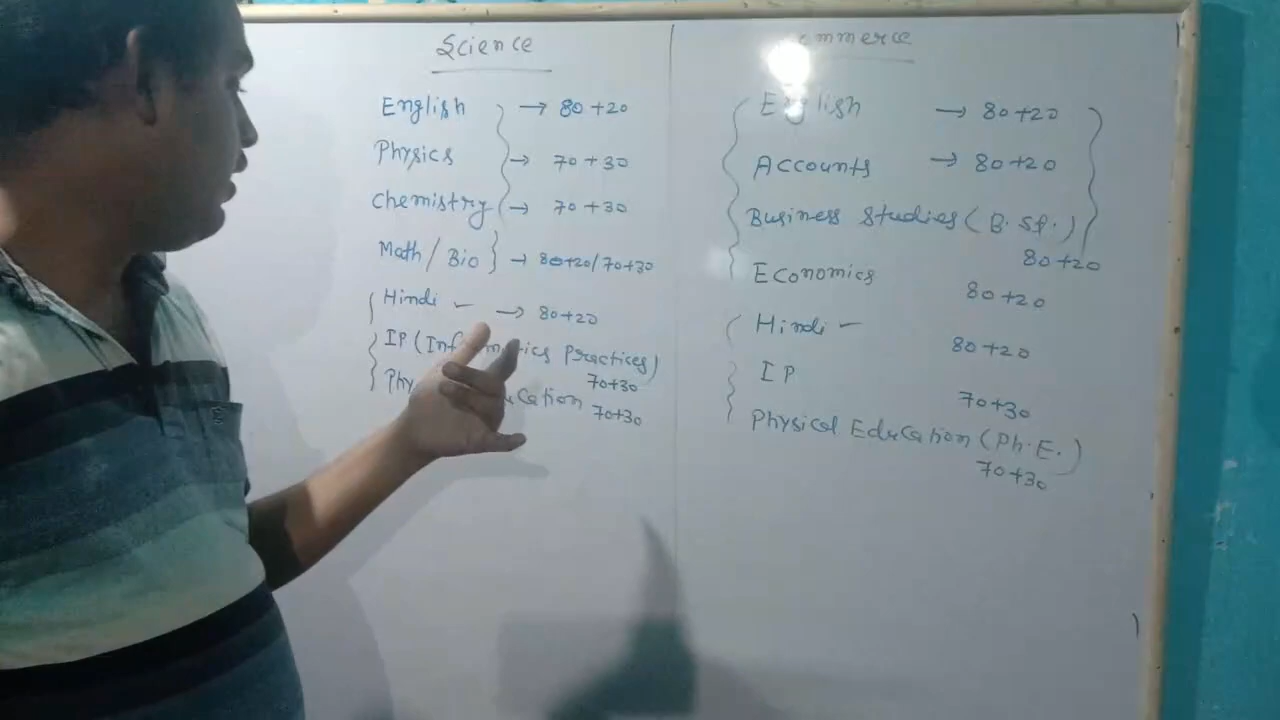 Science
English → 80+20
Physics → 70+30
Chemistry → 70+30
Math / Bio → 80+20/70+30
Hindi → 80+20
IP ( Practices)
70+30
70+30
English → 80+20
Accounts → 80+20
Business Studies (B. St.)
80+20
Economics 80+20
Hindi 80+20
IP 70+30
Physical Education (Ph.E.)
70+30